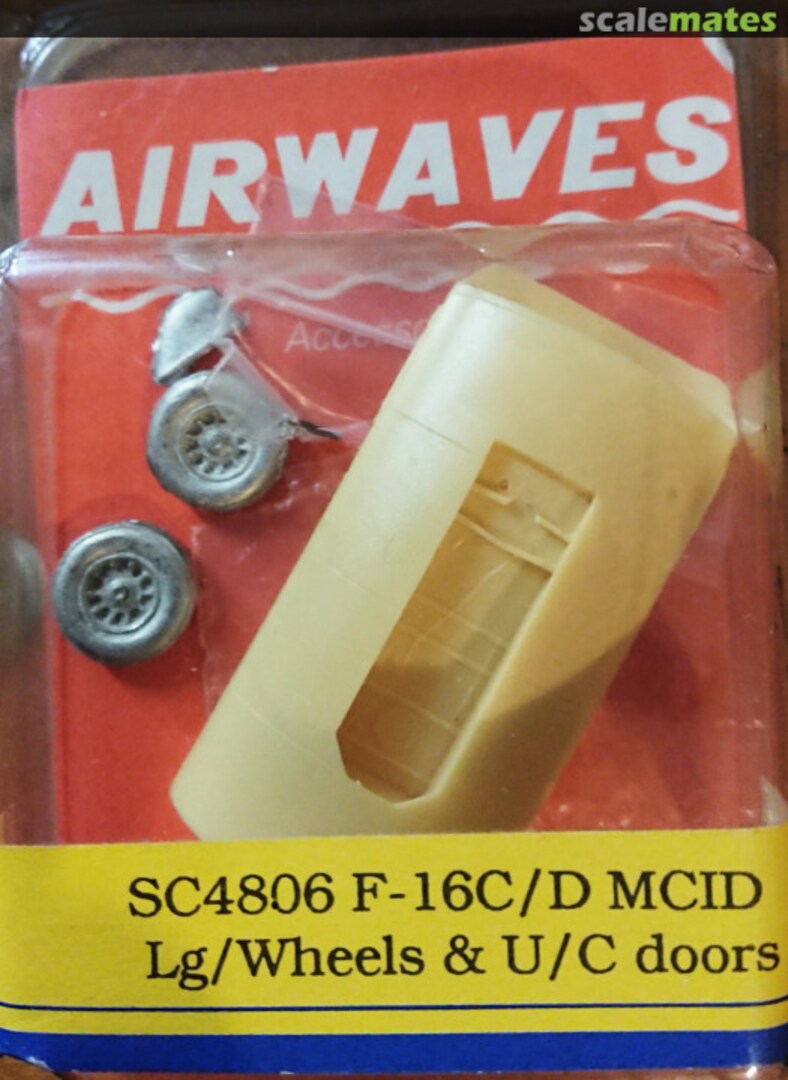 scalemates
AIRWAVES
SC4806 F-16C/D MCID
Lg/Wheels & U/C doors